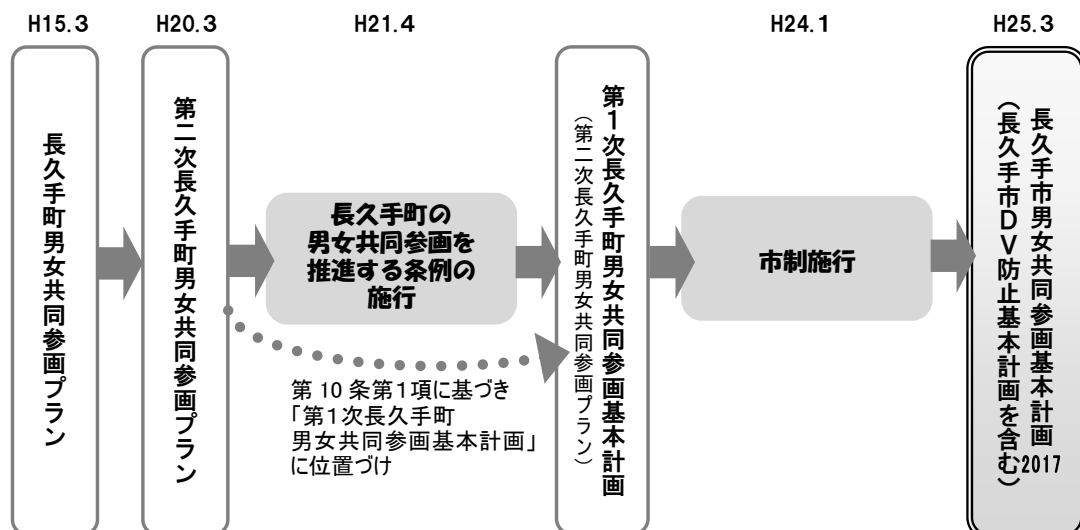 H15.3
H20.3
H21.4
H24.1
H25.3
長久手町男女共同参画プラン
第二次長久手町男女共同参画プラン
長久手町の
男女共同参画を
推進する条例の
施行
第10条第1項に基づき
「第1次長久手町
男女共同参画基本計画」
に位置づけ
第1次長久手町男女共同参画基本計画
（第二次長久手町男女共同参画プラン）
市制施行
長久手市男女共同参画基本計画2017
（長久手市DV防止基本計画を含む）